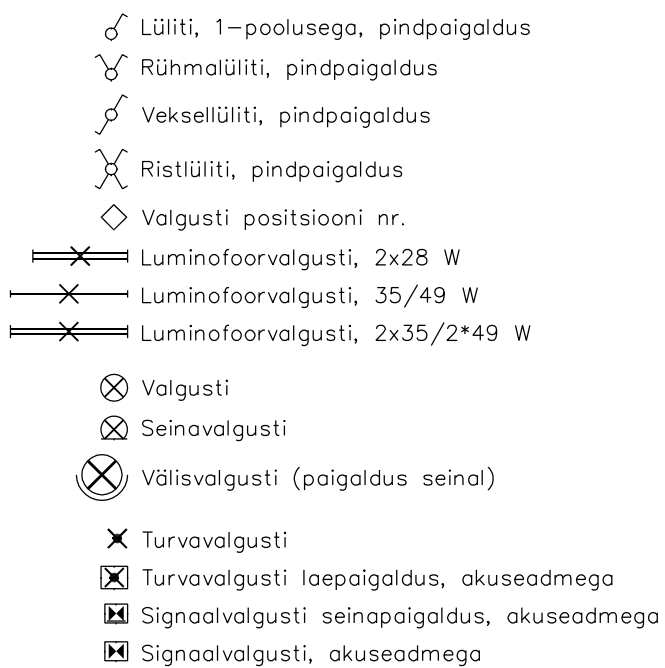 Lüliti, 1-poolusega, pindpaigaldus
Rühmalüliti, pindpaigaldus
Veksellüliti, pindpaigaldus
Ristlüliti, pindpaigaldus
Valgusti positsiooni nr.
Luminofoorvalgusti, 2x28 W
Luminofoorvalgusti, 35/49 W
Luminofoorvalgusti, 2x35/2*49 W
Valgusti
Seinavalgusti
Välisvalgusti (paigaldus seinal)
Turvavalgusti
Turvavalgusti laepaigaldus, akuseadmega
Signaalvalgusti seinapaigaldus, akuseadmega
Signaalvalgusti, akuseadmega